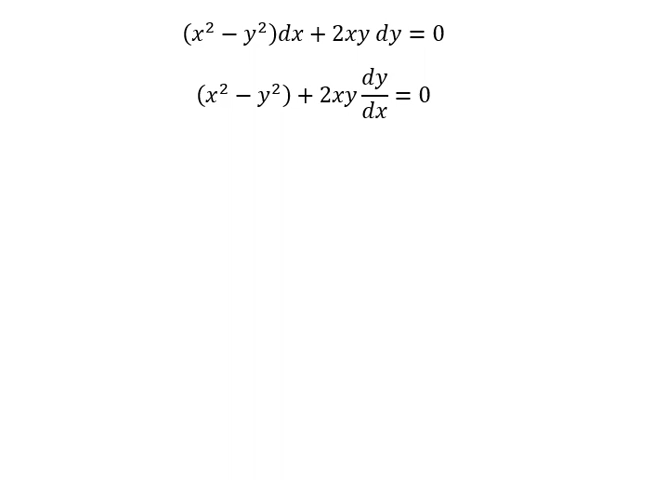 (x² − y²)dx + 2xy dy = 0
(x² − y²) + 2xy dy/dx = 0